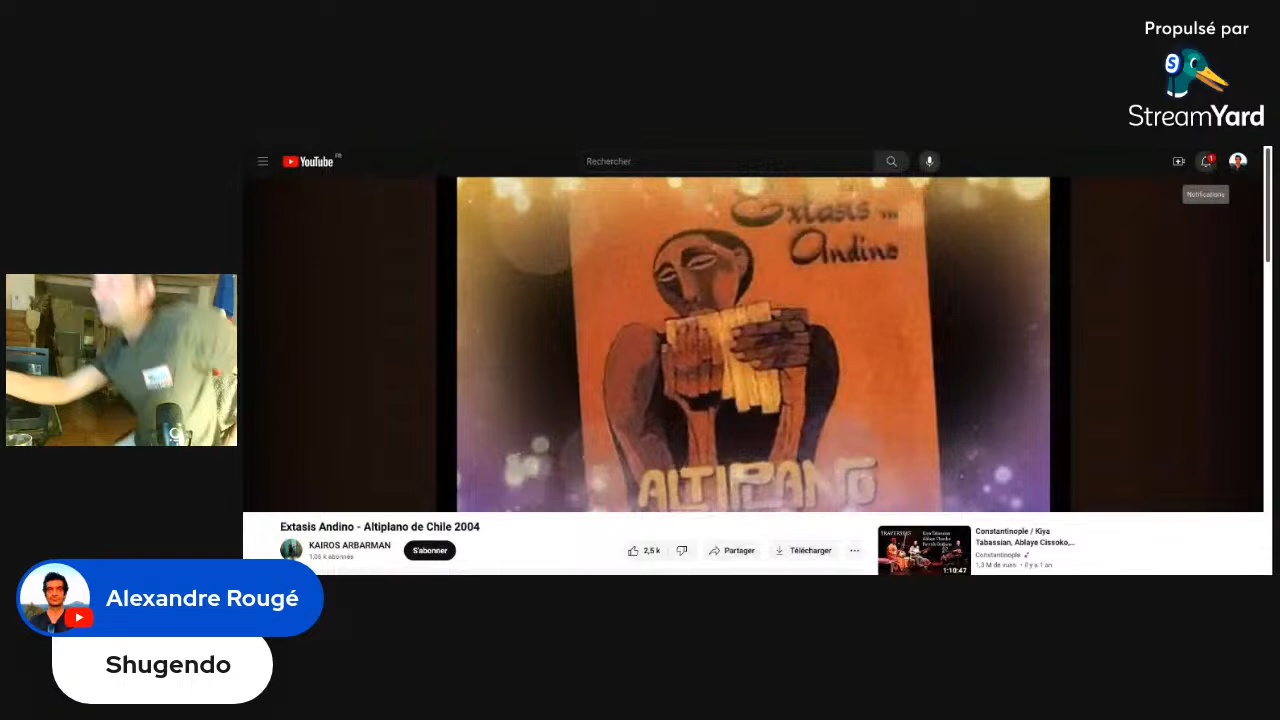 Propulsé par
StreamYard
YouTube FR
Rechercher
1
Notifications
Extasis ...
Andino
ALTIPLANO
Extasis Andino - Altiplano de Chile 2004
KAIROS ARBARMAN
1,06 k abonnés
S'abonner
2,5 k
Partager
Télécharger
...
Constantinople / Kiya
Tabassian, Ablaye Cissoko,...
Constantinople
1,3 M de vues • il y a 1 an
1:10:47
Alexandre Rougé
Shugendo